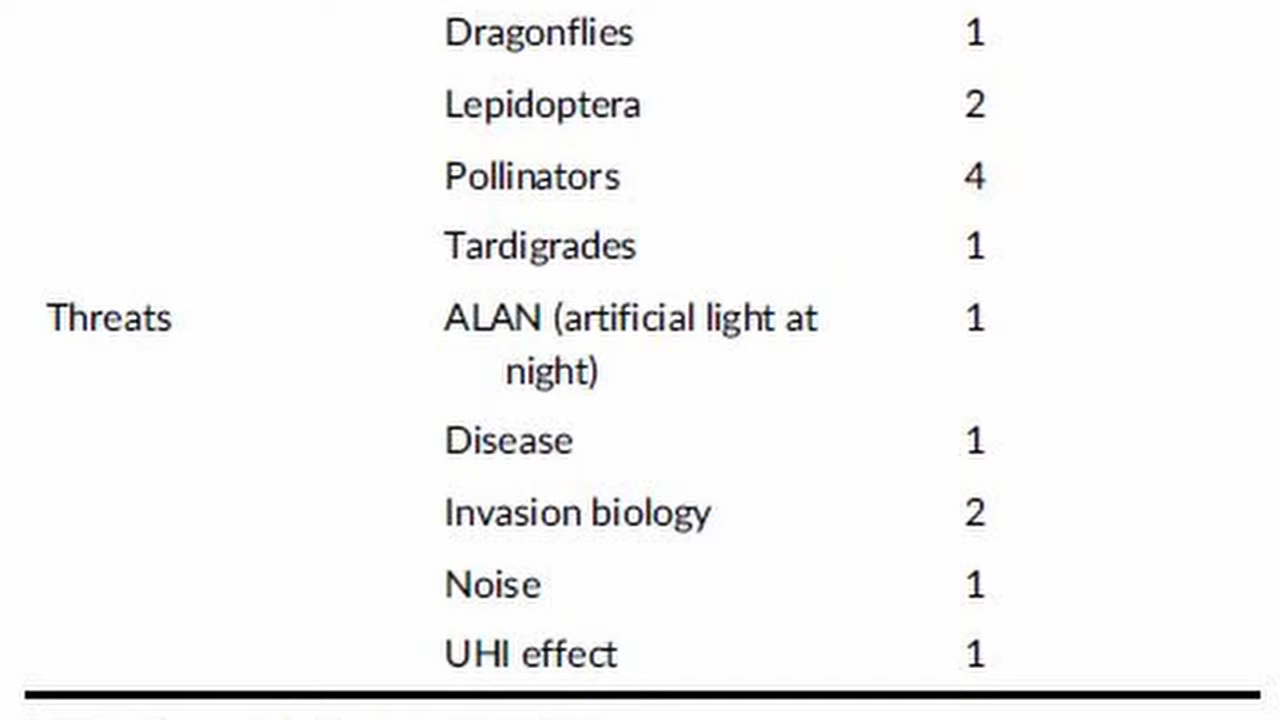 Dragonflies 1
Lepidoptera 2
Pollinators 4
Tardigrades 1
Threats ALAN (artificial light at 1
night)
Disease 1
Invasion biology 2
Noise 1
UHI effect 1